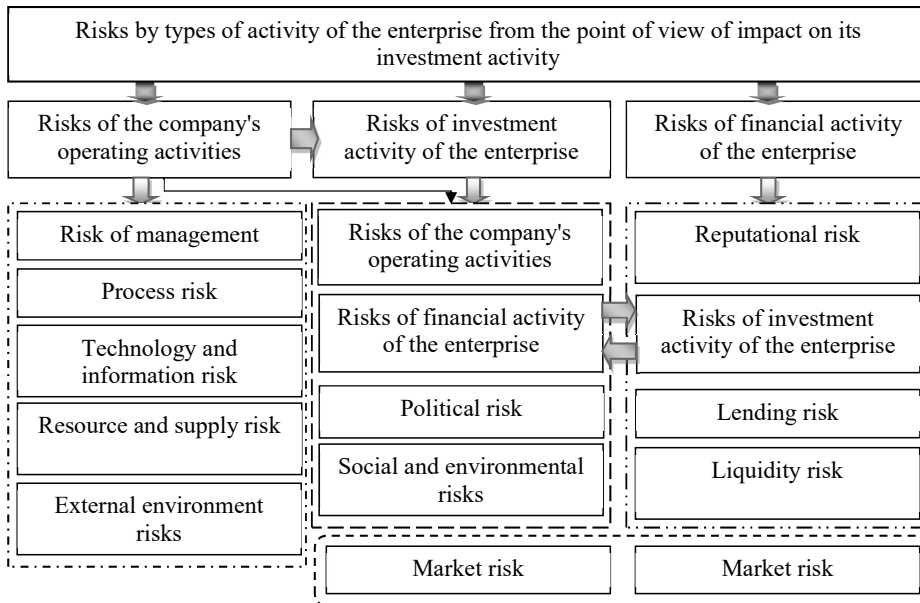 Risks by types of activity of the enterprise from the point of view of impact on its
investment activity
Risks of the company's
operating activities
Risks of investment
activity of the enterprise
Risks of financial activity
of the enterprise
Risk of management
Process risk
Technology and
information risk
Resource and supply risk
External environment
risks
Risks of the company's
operating activities
Risks of financial activity
of the enterprise
Political risk
Social and environmental
risks
Reputational risk
Risks of investment
activity of the enterprise
Lending risk
Liquidity risk
Market risk
Market risk